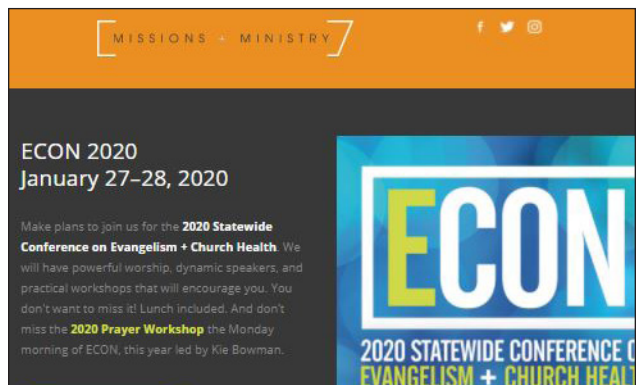 MISSIONS + MINISTRY
ECON 2020
January 27–28, 2020
Make plans to join us for the 2020 Statewide
Conference on Evangelism + Church Health. We
will have powerful worship, dynamic speakers, and
practical workshops that will encourage you. You
don't want to miss it! Lunch included. And don't
miss the 2020 Prayer Workshop the Monday
morning of ECON, this year led by Kie Bowman.
ECON
2020 STATEWIDE CONFERENCE
EVANGELISM + CHURCH HEALT